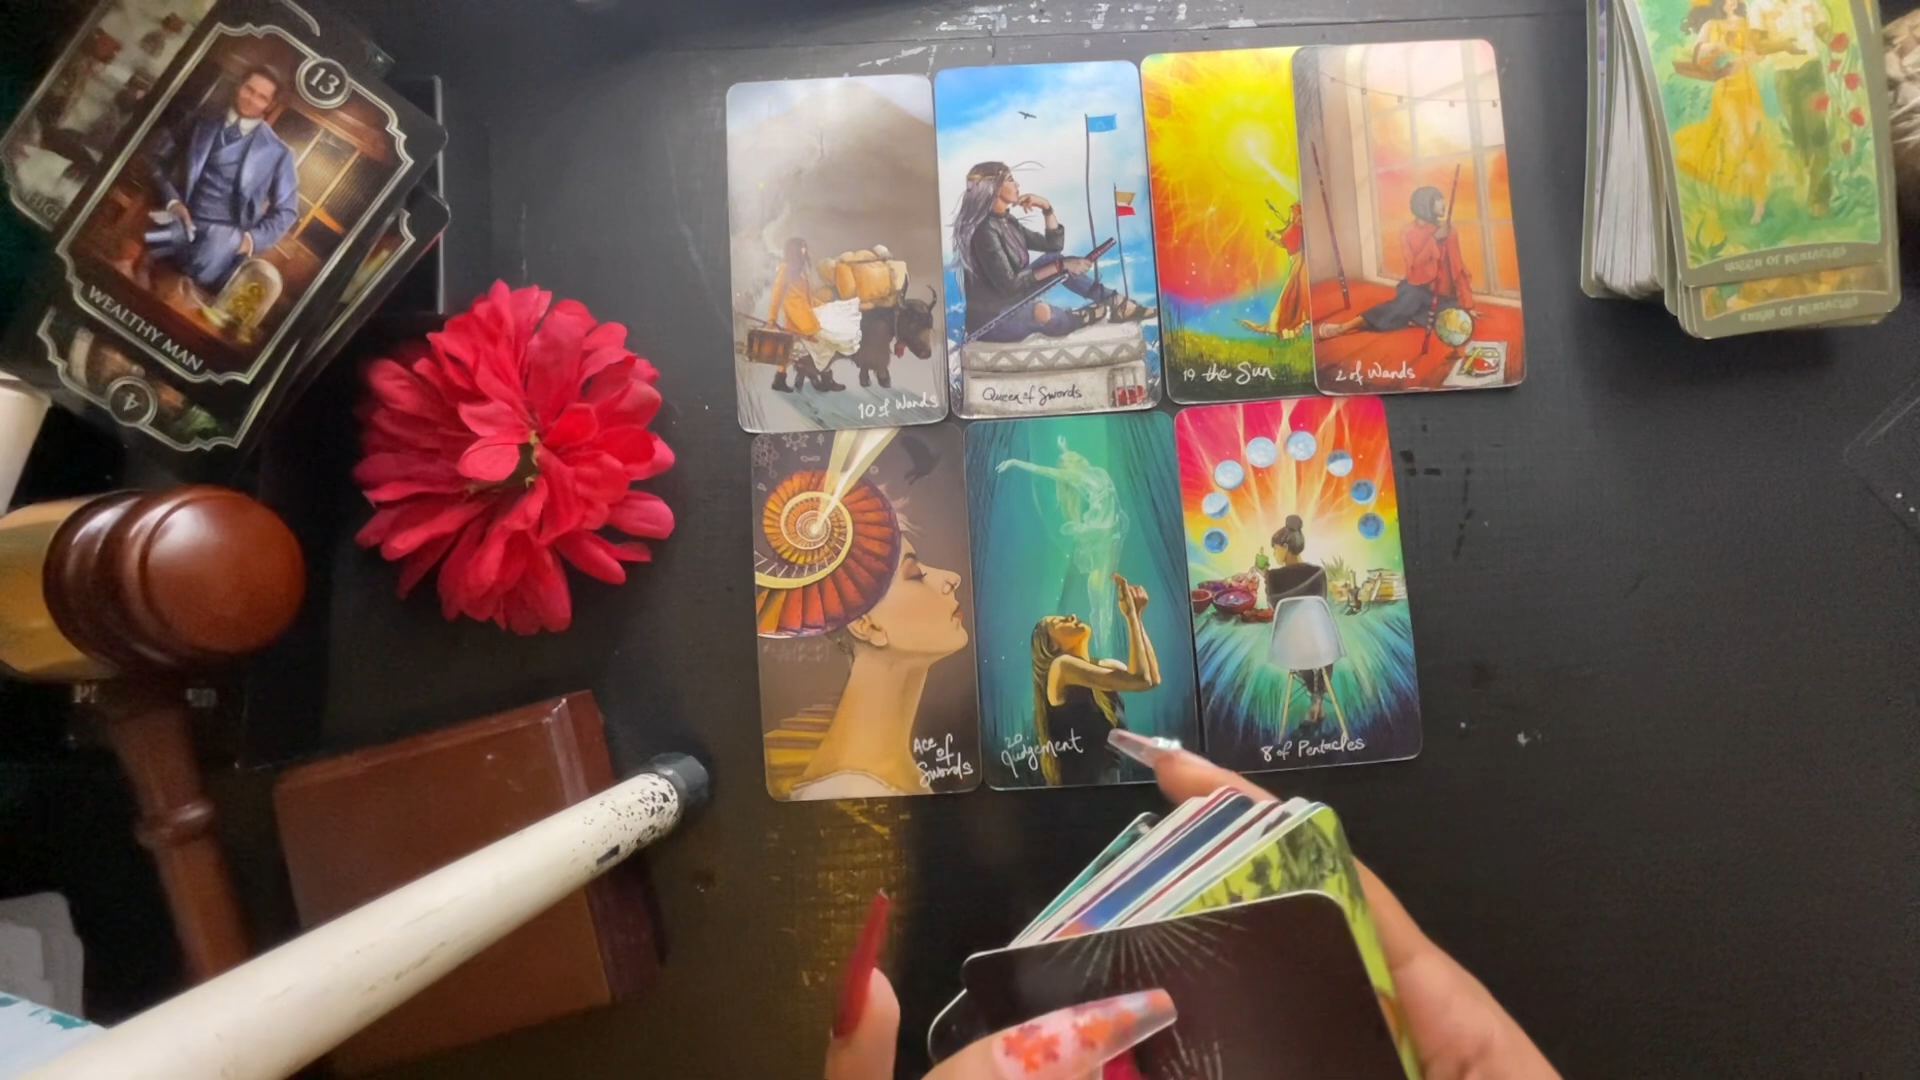 13
WEALTHY MAN
4
10 of Wands
Queen of Swords
19 the Sun
2 of Wands
Ace
of
Swords
20
Judgement
8 of Pentacles
QUEEN OF PENTACLES